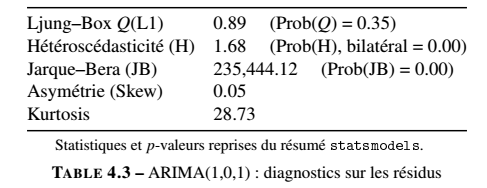 Ljung–Box Q(L1) 0.89 (Prob(Q) = 0.35)
Hétéroscédasticité (H) 1.68 (Prob(H), bilatéral = 0.00)
Jarque–Bera (JB) 235,444.12 (Prob(JB) = 0.00)
Asymétrie (Skew) 0.05
Kurtosis 28.73
Statistiques et p-valeurs reprises du résumé statsmodels.
TABLE 4.3 – ARIMA(1,0,1) : diagnostics sur les résidus